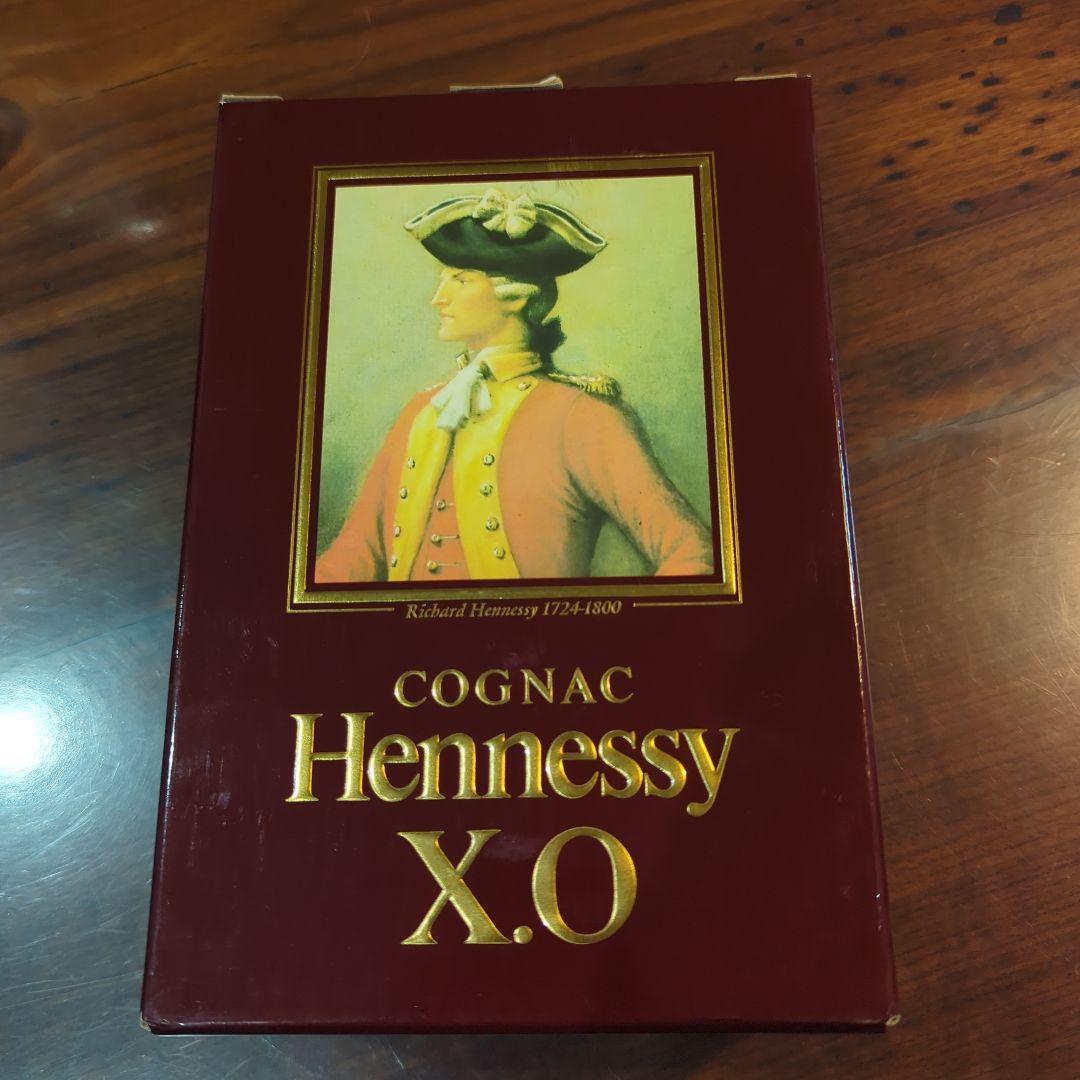 Richard Hennessy 1724-1800
COGNAC
Hennessy
X.O